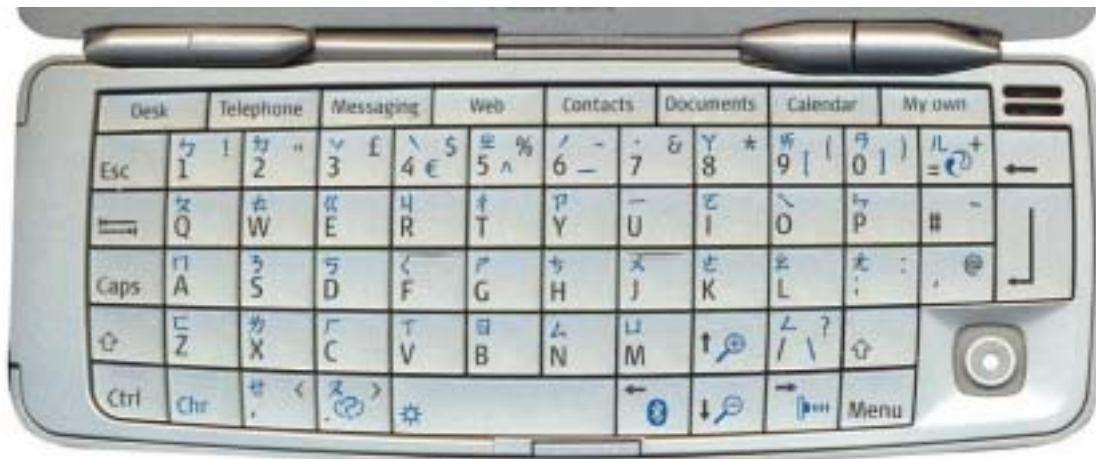 Desk Telephone Messaging Web Contacts Documents Calendar My own
Esc ㄅ 1 ! ㄉ 2 " ˇ 3 £ ˋ 4 € $ ㄓ 5 ^ % ˊ 6 _ - ˙ 7 & ㄚ 8 * ㄞ 9 [ ( ㄢ 0 ] ) ㄦ = +
ㄆ Q ㄊ W ㄍ E ㄐ R ㄔ T ㄗ Y ㄧ U ㄛ I ㄟ O ㄣ P # ~
Caps ㄇ A ㄋ S ㄎ D ㄑ F ㄕ G ㄘ H ㄨ J ㄜ K ㄠ L ㄤ ; : ' @
ㄈ Z ㄌ X ㄏ C ㄒ V ㄖ B ㄙ N ㄩ M ㄥ / \ ?
Ctrl Chr ㄝ , < ㄡ . > Menu